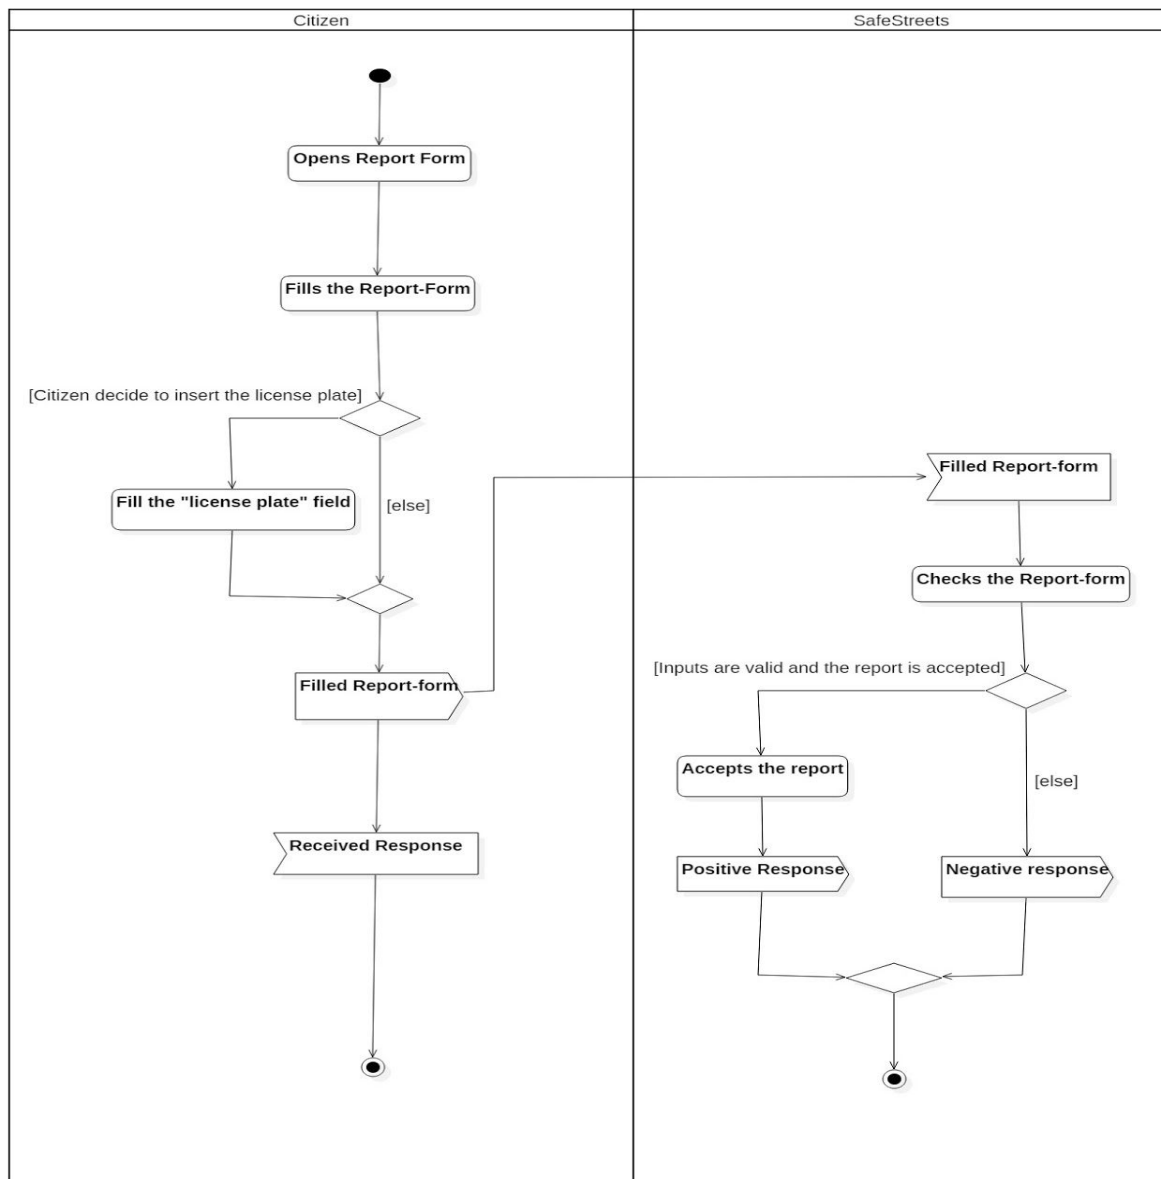 Citizen
SafeStreets
Opens Report Form
Fills the Report-Form
[Citizen decide to insert the license plate]
Fill the "license plate" field
[else]
Filled Report-form
Received Response
Filled Report-form
Checks the Report-form
[Inputs are valid and the report is accepted]
Accepts the report
[else]
Positive Response
Negative response